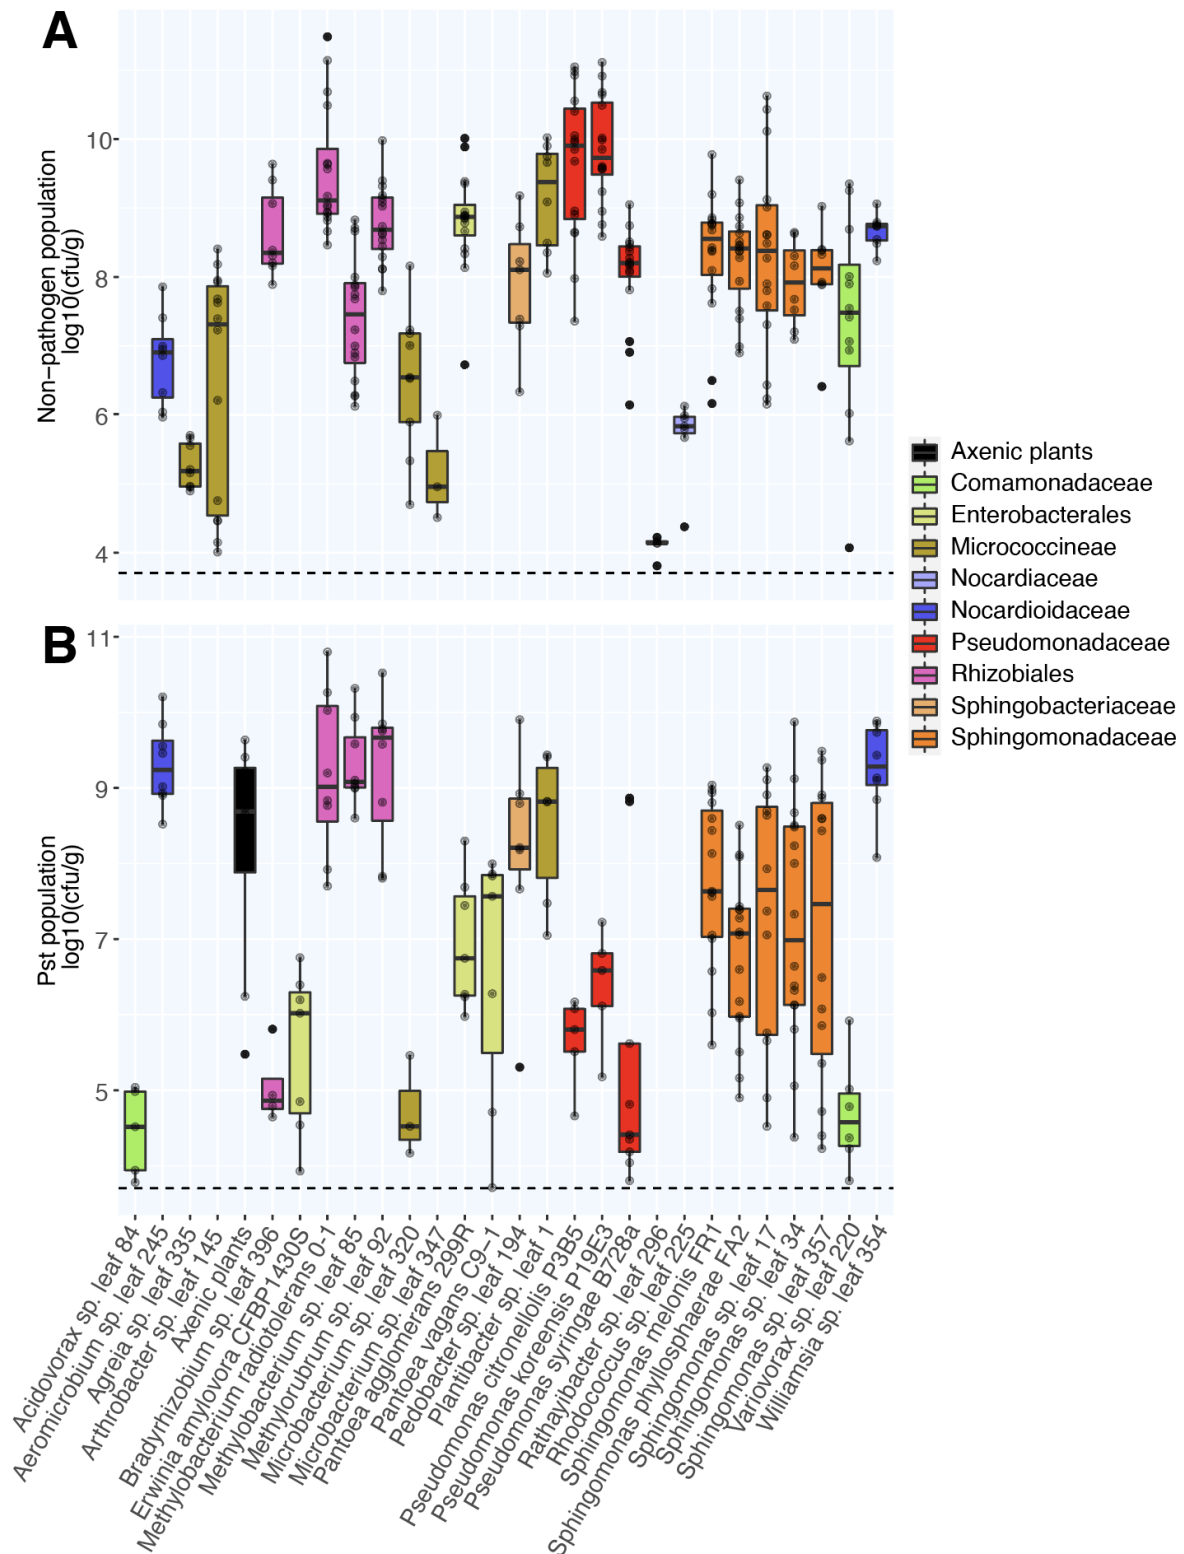 A
Non-pathogen population
log10(cfu/g)
10
8
6
4
B
Pst population
log10(cfu/g)
11
9
7
5
Axenic plants
Comamonadaceae
Enterobacterales
Micrococcineae
Nocardiaceae
Nocardioidaceae
Pseudomonadaceae
Rhizobiales
Sphingobacteriaceae
Sphingomonadaceae
Acidovorax sp. leaf 84
Aeromicrobium sp. leaf 245
Agreia sp. leaf 335
Arthrobacter sp. leaf 145
Axenic plants
Bradyrhizobium sp. leaf 396
Erwinia amylovora CFBP1430S
Methylobacterium radiotolerans 0-1
Methylobacterium sp. leaf 85
Methylorubrum sp. leaf 92
Microbacterium sp. leaf 320
Microbacterium sp. leaf 347
Pantoea agglomerans 299R
Pantoea vagans C9-1
Pedobacter sp. leaf 194
Plantibacter sp. leaf 1
Pseudomonas citronellolis P3B5
Pseudomonas koreensis P19E3
Pseudomonas syringae B728a
Rathayibacter sp. leaf 296
Rhodococcus sp. leaf 225
Sphingomonas melonis FR1
Sphingomonas phyllosphaerae FA2
Sphingomonas sp. leaf 17
Sphingomonas sp. leaf 34
Sphingomonas sp. leaf 357
Variovorax sp. leaf 220
Williamsia sp. leaf 354